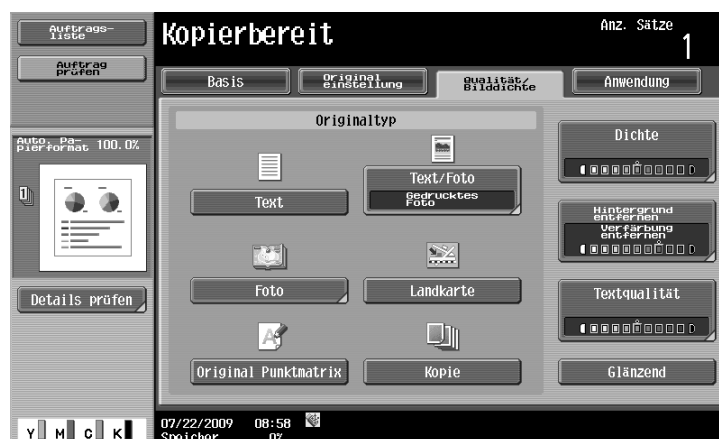 Auftrags-
liste
Auftrag
prüfen
Kopierbereit
Anz. Sätze
1
Basis
Original
einstellung
Qualität/
Bilddichte
Anwendung
Auto. Pa-
pierformat 100.0%
1
Details prüfen
Originaltyp
Text
Text/Foto
Gedrucktes
Foto
Foto
Landkarte
Original Punktmatrix
Kopie
Dichte
Hintergrund
entfernen
Verfärbung
entfernen
Textqualität
Glänzend
Y M C K
07/22/2009 08:58
Speicher 0%